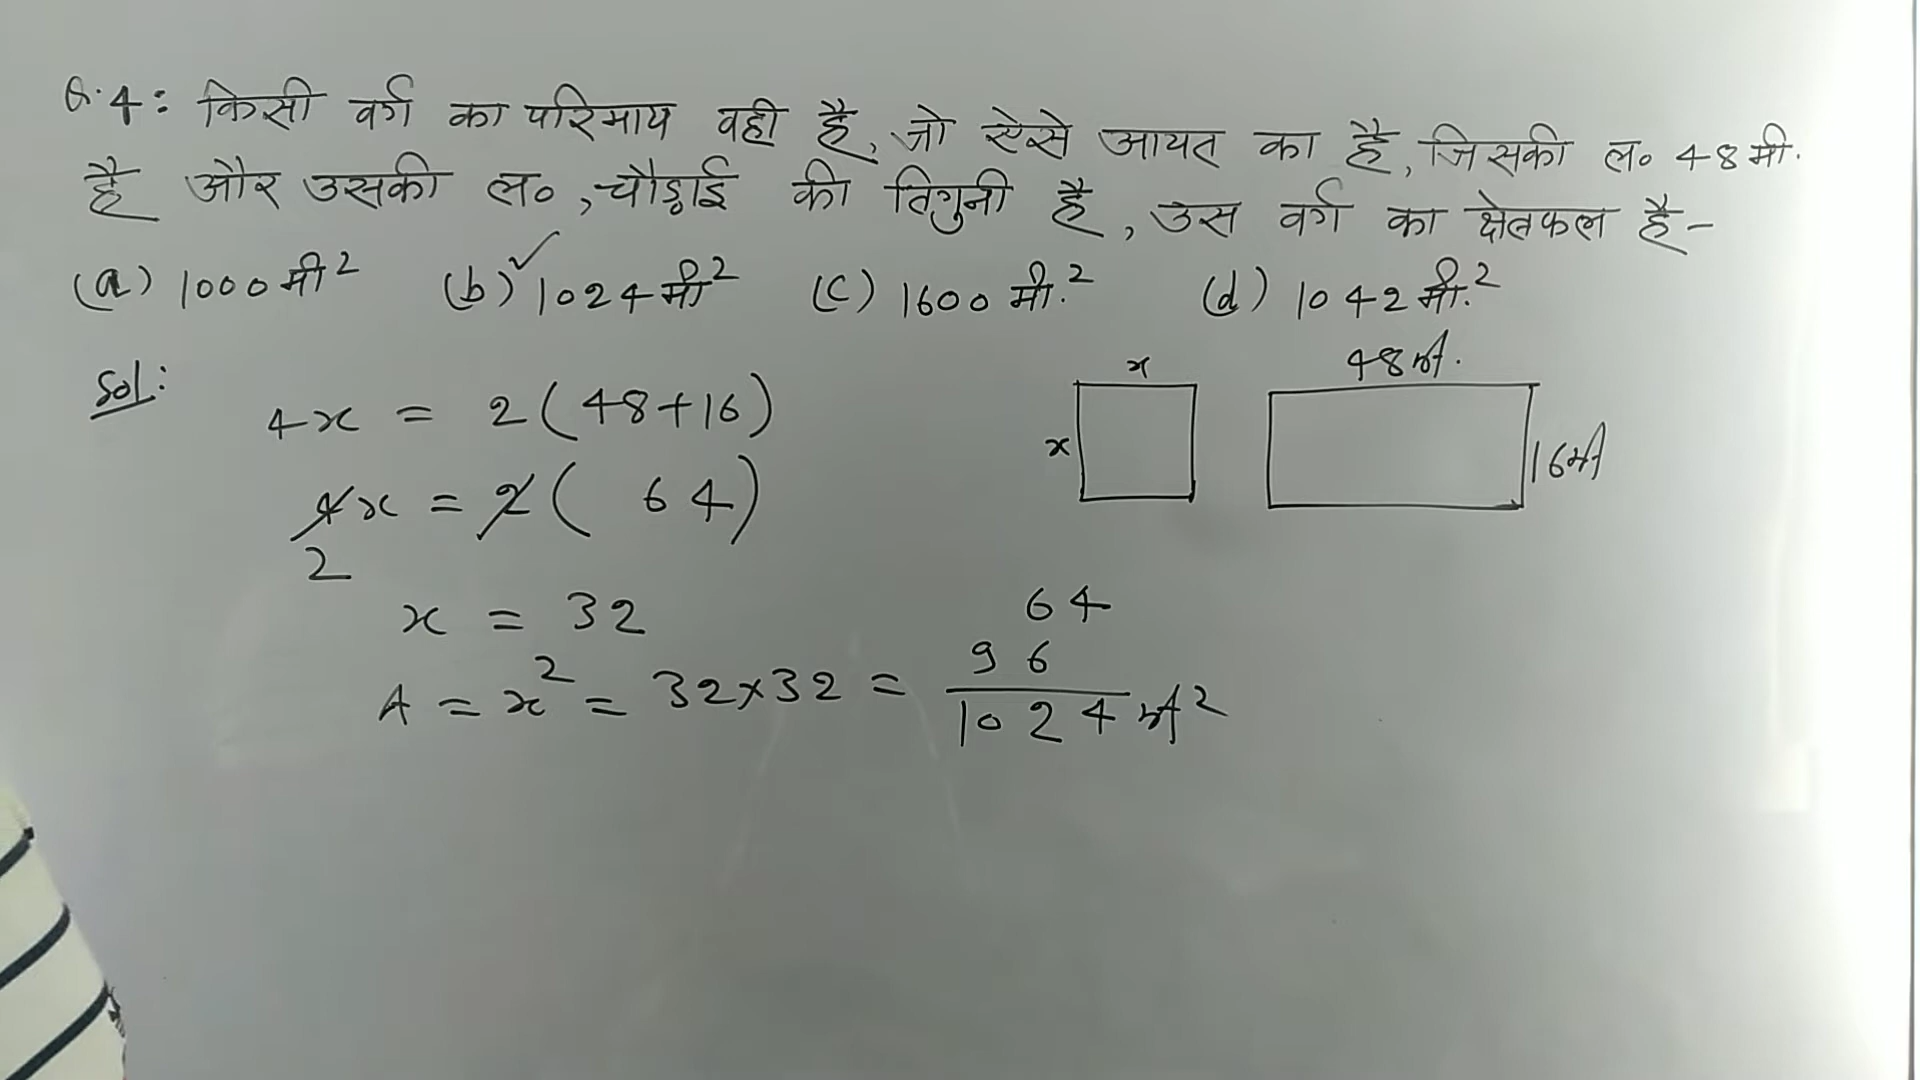 Q.4: किसी वर्ग का परिमाप वही है, जो ऐसे आयत का है, जिसकी ल० 48 मी.
है और उसकी ल०, चौड़ाई की तिगुनी है, उस वर्ग का क्षेत्रफल है-
(a) 1000 मी² (b) ✓ 1024 मी² (c) 1600 मी.² (d) 1042 मी.²
Sol:
x 48 मी.
4x = 2(48+16)
x 16 मी
4x = 2( 64)
2
x = 32
64
96
A = x² = 32×32 = 1024 मी²